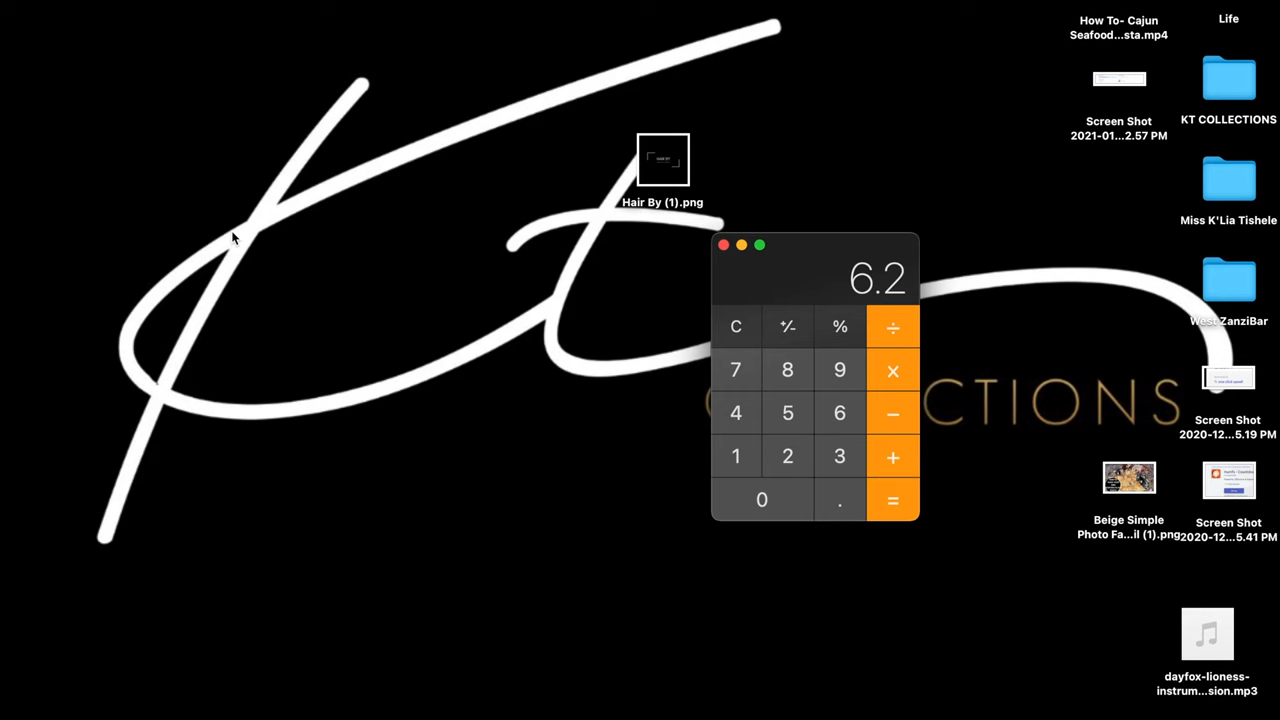 How To- Cajun
Seafood...sta.mp4
Life
Screen Shot
2021-01...2.57 PM
KT COLLECTIONS
Hair By (1).png
Miss K'Lia Tishele
West ZanziBar
6.2
C +/- % ÷
7 8 9 ×
4 5 6 −
1 2 3 +
0 . =
CTIONS
Screen Shot
2020-12...5.19 PM
Beige Simple
Photo Fa...il (1).png
Screen Shot
2020-12...5.41 PM
dayfox-lioness-
instrum...sion.mp3